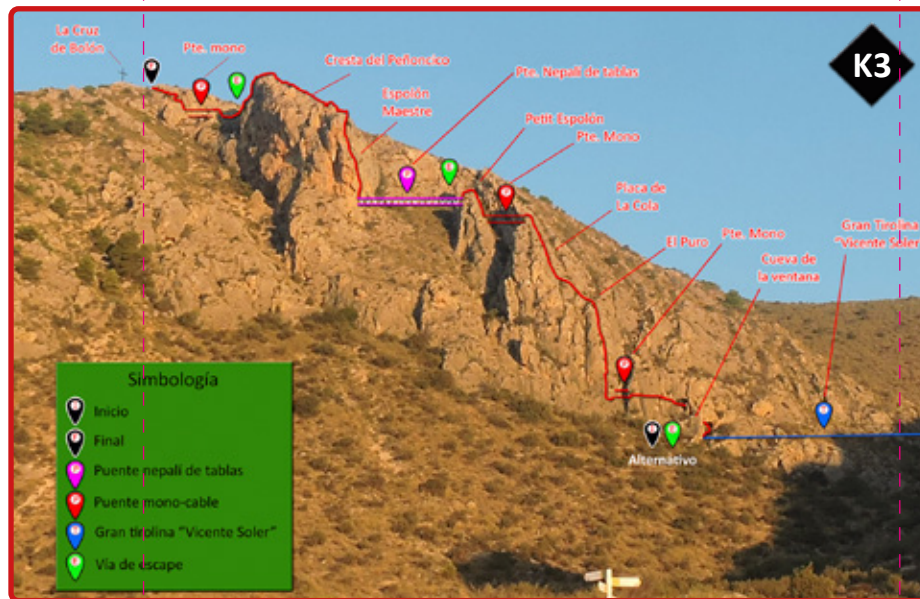 La Cruz
de Bolón
Pte. mono
Cresta del Peñuncico
Espolón
Maestre
Pte. Nepalí de tablas
Petit Espolón
Pte. Mono
K3
Placa de
La Cola
El Puro
Pte. Mono
Cueva de
la ventana
Gran Tirolina
"Vicente Soler"
Alternativo
Simbología
Inicio
Final
Puente nepalí de tablas
Puente mono-cable
Gran tirolina "Vicente Soler"
Vía de escape